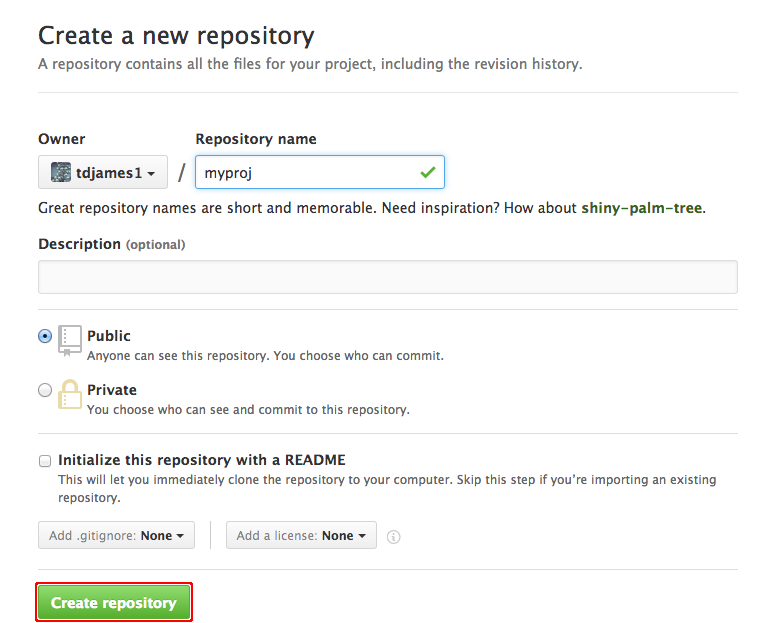 Create a new repository
A repository contains all the files for your project, including the revision history.
Owner
Repository name
tdjames1 / myproj
Great repository names are short and memorable. Need inspiration? How about shiny-palm-tree.
Description (optional)
Public
Anyone can see this repository. You choose who can commit.
Private
You choose who can see and commit to this repository.
Initialize this repository with a README
This will let you immediately clone the repository to your computer. Skip this step if you’re importing an existing
repository.
Add .gitignore: None
Add a license: None
Create repository